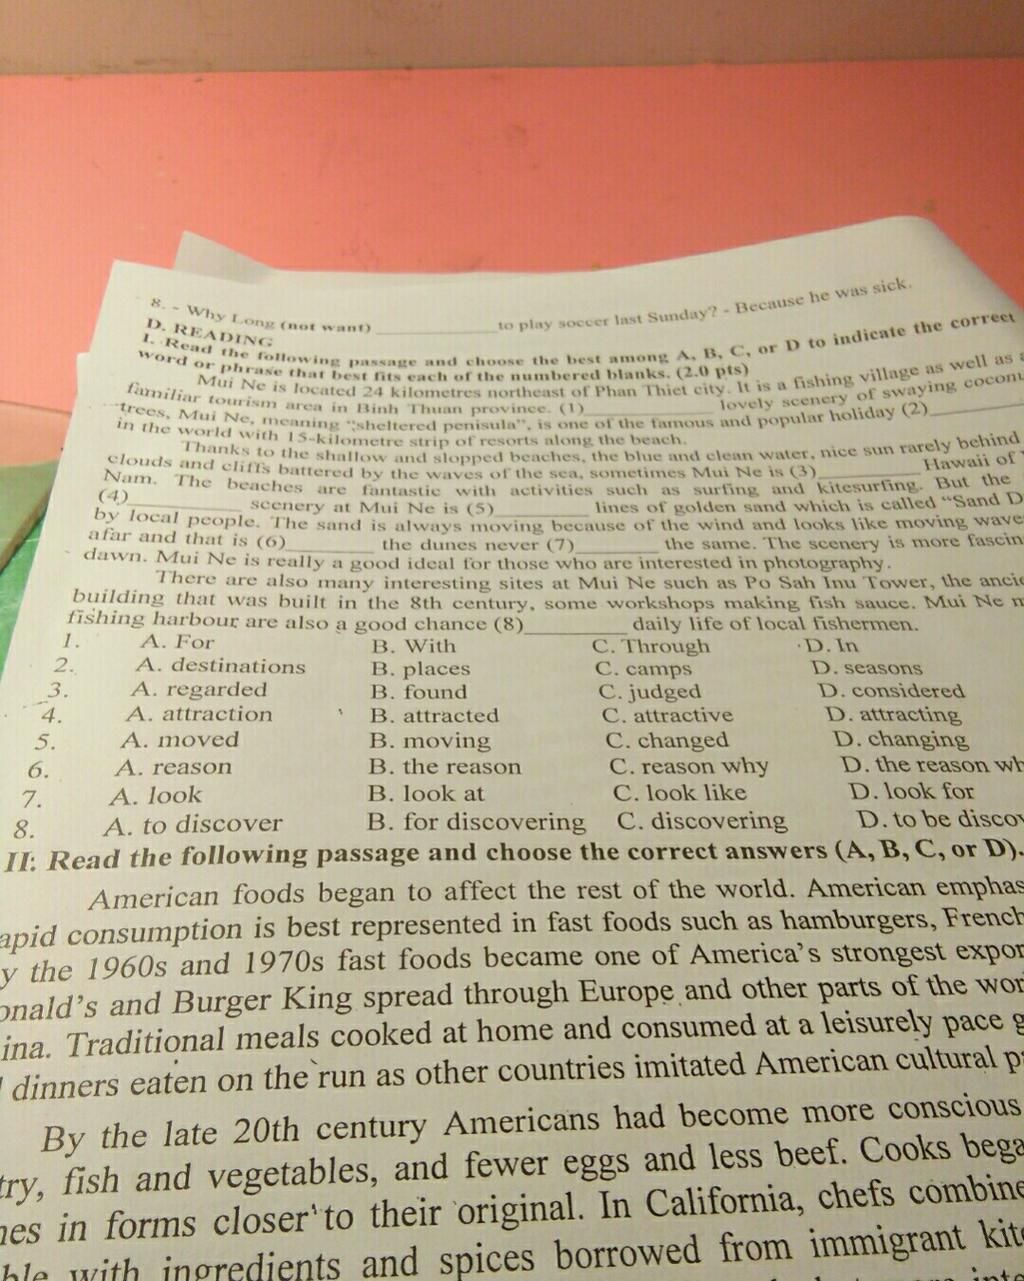 8. - Why Long (not want) ____________ to play soccer last Sunday? - Because he was sick.
D. READING
I. Read the following passage and choose the best among A, B, C, or D to indicate the correct
word or phrase that best fits each of the numbered blanks. (2.0 pts)
Mui Ne is located 24 kilometres northeast of Phan Thiet city. It is a fishing village as well as a
familiar tourism area in Binh Thuan province. (1)____________ lovely scenery of swaying coconu
trees, Mui Ne, meaning "sheltered penisula", is one of the famous and popular holiday (2)________
in the world with 15-kilometre strip of resorts along the beach.
Thanks to the shallow and slopped beaches, the blue and clean water, nice sun rarely behind
clouds and cliffs battered by the waves of the sea, sometimes Mui Ne is (3)_________ Hawaii of
Nam. The beaches are fantastic with activities such as surfing and kitesurfing. But the
(4)_________ scenery at Mui Ne is (5)_________ lines of golden sand which is called "Sand D
by local people. The sand is always moving because of the wind and looks like moving wave
afar and that is (6)_________ the dunes never (7)_________ the same. The scenery is more fascin
dawn. Mui Ne is really a good ideal for those who are interested in photography.
There are also many interesting sites at Mui Ne such as Po Sah Inu Tower, the ancie
building that was built in the 8th century, some workshops making fish sauce. Mui Ne n
fishing harbour are also a good chance (8)__________ daily life of local fishermen.
1. A. For B. With C. Through D. In
2. A. destinations B. places C. camps D. seasons
3. A. regarded B. found C. judged D. considered
4. A. attraction B. attracted C. attractive D. attracting
5. A. moved B. moving C. changed D. changing
6. A. reason B. the reason C. reason why D. the reason wh
7. A. look B. look at C. look like D. look for
8. A. to discover B. for discovering C. discovering D. to be discov
II: Read the following passage and choose the correct answers (A, B, C, or D).
American foods began to affect the rest of the world. American emphas
apid consumption is best represented in fast foods such as hamburgers, French
y the 1960s and 1970s fast foods became one of America's strongest expor
onald's and Burger King spread through Europe and other parts of the wor
ina. Traditional meals cooked at home and consumed at a leisurely pace g
dinners eaten on the run as other countries imitated American cultural p
By the late 20th century Americans had become more conscious
try, fish and vegetables, and fewer eggs and less beef. Cooks bega
nes in forms closer to their original. In California, chefs combine
ble with ingredients and spices borrowed from immigrant kit